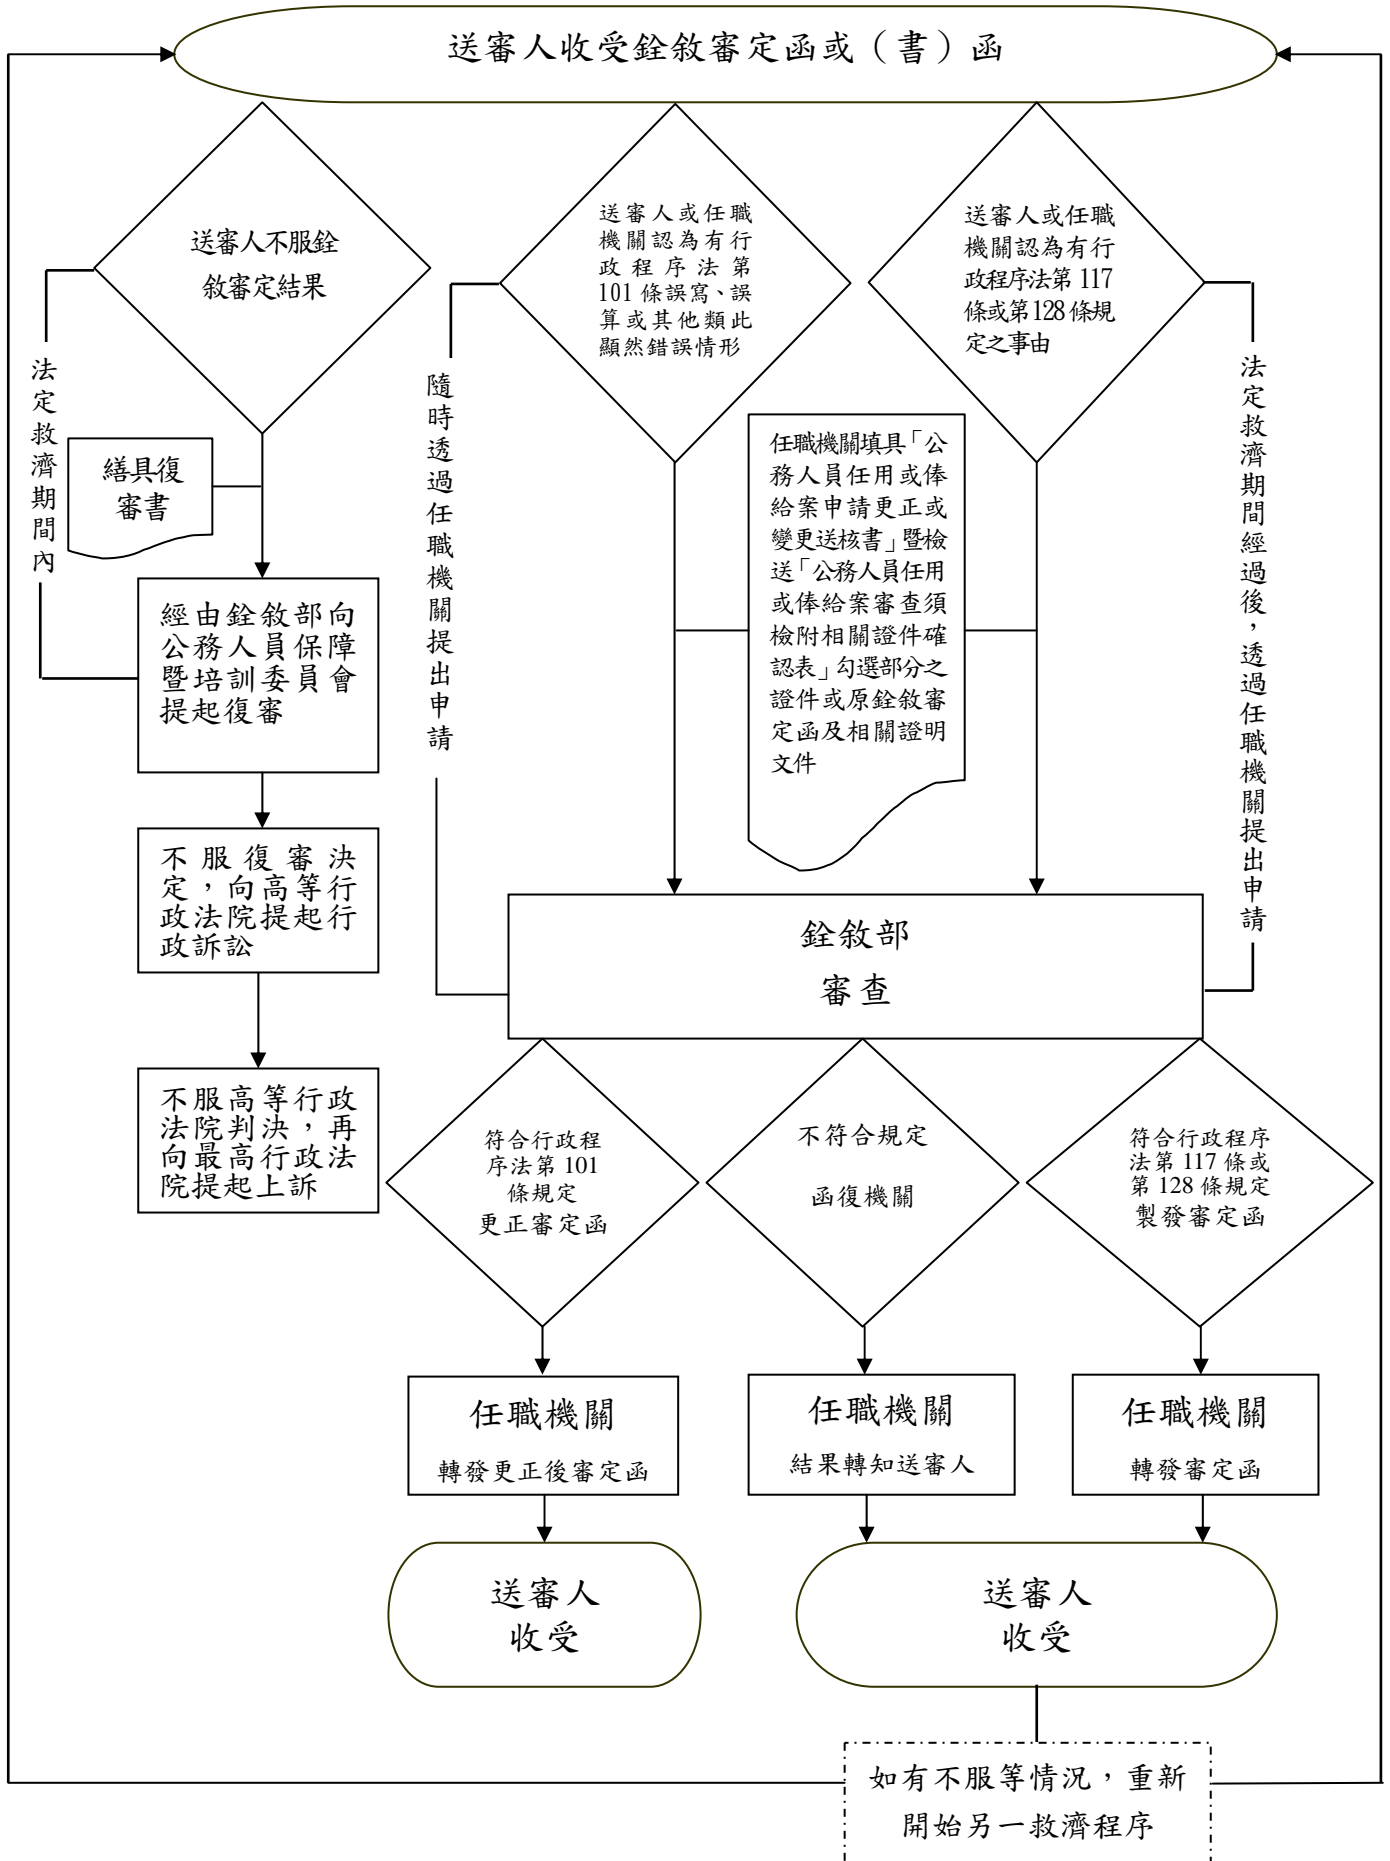 送審人收受銓敘審定函或（書）函
送審人不服銓
敘審定結果
送審人或任職
機關認為有行
政程序法第
101 條誤寫、誤
算或其他類此
顯然錯誤情形
送審人或任職
機關認為有行
政程序法第 117
條或第 128 條規
定之事由
法定救濟期間內
繕具復
審書
隨時透過任職機關提出申請
任職機關填具「公
務人員任用或俸
給案申請更正或
變更送核書」暨檢
送「公務人員任用
或俸給案審查須
檢附相關證件確
認表」勾選部分之
證件或原銓敘審
定函及相關證明
文件
法定救濟期間經過後，透過任職機關提出申請
經由銓敘部向
公務人員保障
暨培訓委員會
提起復審
不服復審決
定，向高等行
政法院提起行
政訴訟
不服高等行政
法院判決，再
向最高行政法
院提起上訴
銓敘部
審查
符合行政程
序法第 101
條規定
更正審定函
不符合規定
函復機關
符合行政程序
法第 117 條或
第 128 條規定
製發審定函
任職機關
轉發更正後審定函
任職機關
結果轉知送審人
任職機關
轉發審定函
送審人
收受
送審人
收受
如有不服等情況，重新
開始另一救濟程序